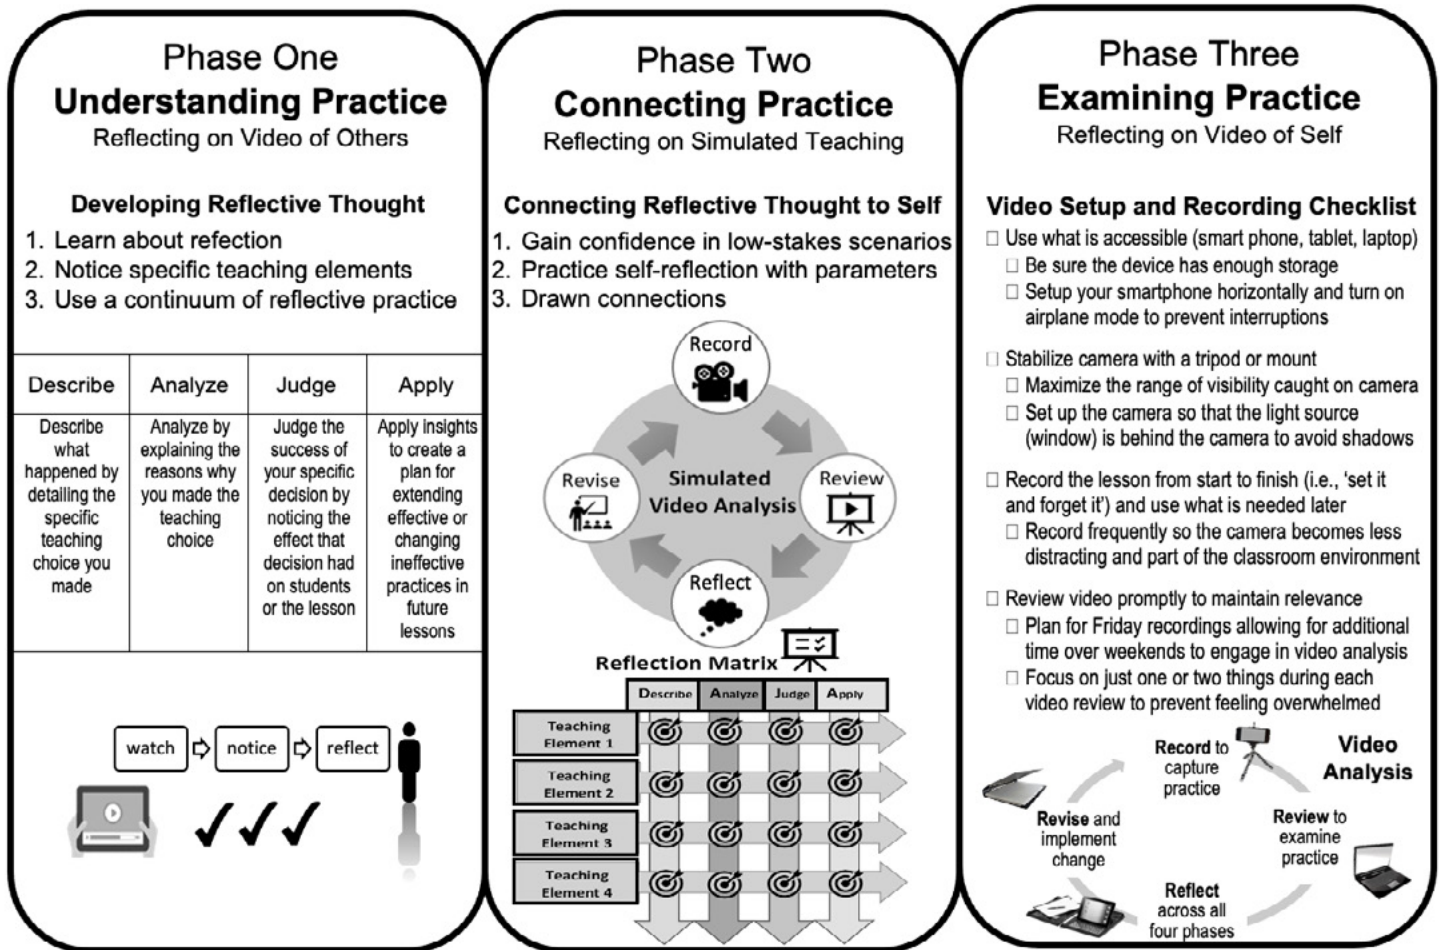 Phase One
Understanding Practice
Reflecting on Video of Others
Developing Reflective Thought
1. Learn about refection
2. Notice specific teaching elements
3. Use a continuum of reflective practice
Describe
Analyze
Judge
Apply
Describe
what
happened by
detailing the
specific
teaching
choice you
made
Analyze by
explaining the
reasons why
you made the
teaching
choice
Judge the
success of
your specific
decision by
noticing the
effect that
decision had
on students
or the lesson
Apply insights
to create a
plan for
extending
effective or
changing
ineffective
practices in
future
lessons
watch
notice
reflect
Phase Two
Connecting Practice
Reflecting on Simulated Teaching
Connecting Reflective Thought to Self
1. Gain confidence in low-stakes scenarios
2. Practice self-reflection with parameters
3. Drawn connections
Record
Revise
Simulated
Video Analysis
Review
Reflect
Reflection Matrix
Describe
Analyze
Judge
Apply
Teaching
Element 1
Teaching
Element 2
Teaching
Element 3
Teaching
Element 4
Phase Three
Examining Practice
Reflecting on Video of Self
Video Setup and Recording Checklist
□ Use what is accessible (smart phone, tablet, laptop)
□ Be sure the device has enough storage
□ Setup your smartphone horizontally and turn on
airplane mode to prevent interruptions
□ Stabilize camera with a tripod or mount
□ Maximize the range of visibility caught on camera
□ Set up the camera so that the light source
(window) is behind the camera to avoid shadows
□ Record the lesson from start to finish (i.e., ‘set it
and forget it’) and use what is needed later
□ Record frequently so the camera becomes less
distracting and part of the classroom environment
□ Review video promptly to maintain relevance
□ Plan for Friday recordings allowing for additional
time over weekends to engage in video analysis
□ Focus on just one or two things during each
video review to prevent feeling overwhelmed
Video
Analysis
Record to
capture
practice
Review to
examine
practice
Reflect
across all
four phases
Revise and
implement
change